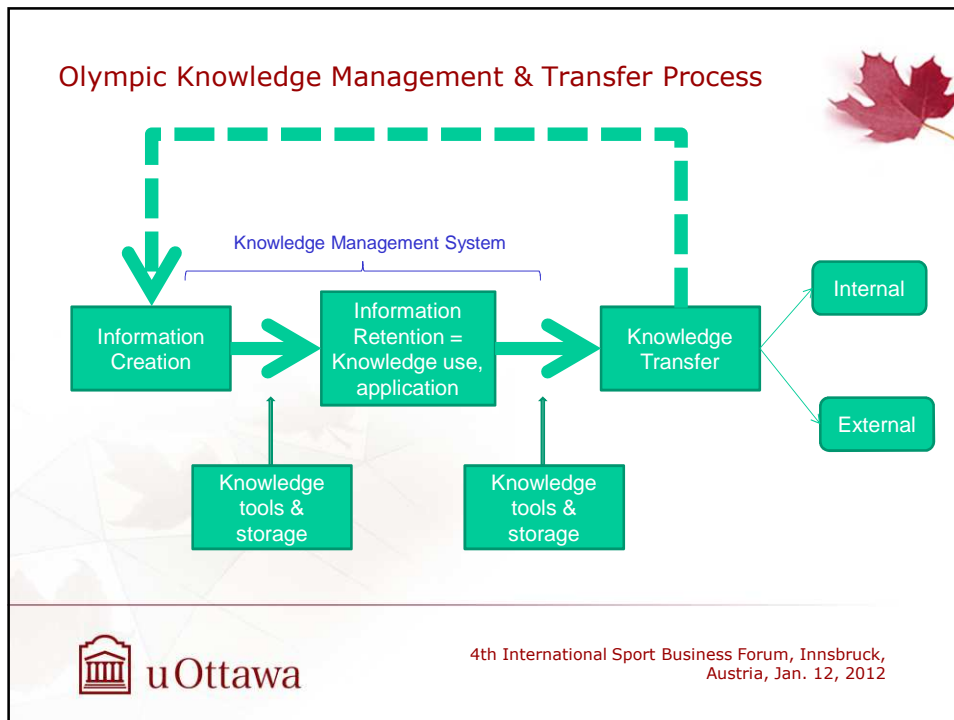 Olympic Knowledge Management & Transfer Process
Knowledge Management System
Information
Creation
Information
Retention =
Knowledge use,
application
Knowledge
Transfer
Internal
External
Knowledge
tools &
storage
Knowledge
tools &
storage
uOttawa
4th International Sport Business Forum, Innsbruck,
Austria, Jan. 12, 2012